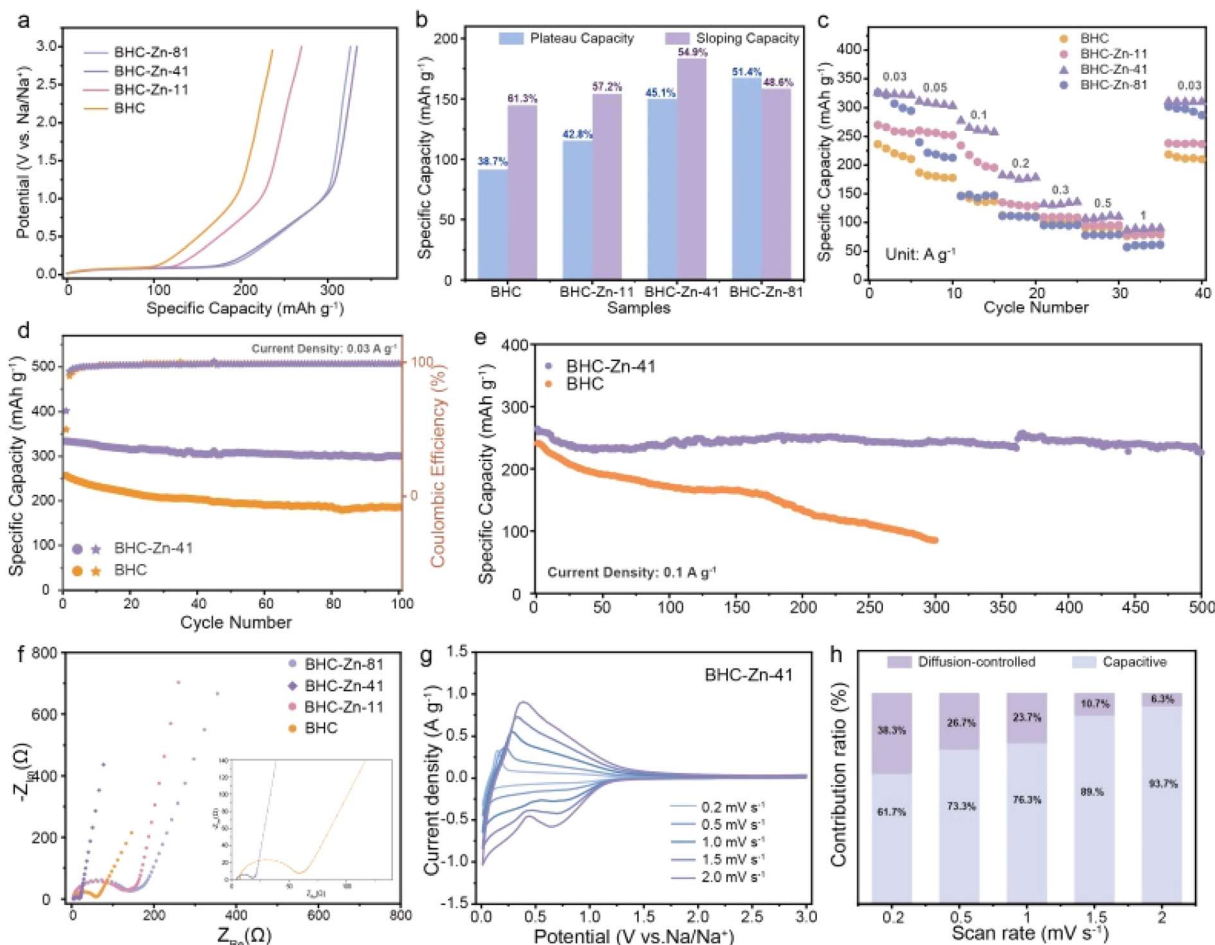 a
3.0
2.5
2.0
1.5
1.0
0.5
0.0
Potential (V vs. Na/Na⁺)
BHC-Zn-81
BHC-Zn-41
BHC-Zn-11
BHC
0 100 200 300
Specific Capacity (mAh g⁻¹)
b
Plateau Capacity Sloping Capacity
200
150
100
50
0
Specific Capacity (mAh g⁻¹)
38.7% 61.3% 42.8% 57.2% 45.1% 54.9% 51.4% 48.6%
BHC BHC-Zn-11 BHC-Zn-41 BHC-Zn-81
Samples
c
400
350
300
250
200
150
100
50
0
Specific Capacity (mAh g⁻¹)
BHC
BHC-Zn-11
BHC-Zn-41
BHC-Zn-81
0.03 0.05 0.1 0.2 0.3 0.5 1 0.03
Unit: A g⁻¹
0 10 20 30 40
Cycle Number
d
Current Density: 0.03 A g⁻¹
500
400
300
200
100
0
Specific Capacity (mAh g⁻¹)
100
0
Coulombic Efficiency (%)
BHC-Zn-41
BHC
0 20 40 60 80 100
Cycle Number
e
400
300
200
100
0
Specific Capacity (mAh g⁻¹)
BHC-Zn-41
BHC
Current Density: 0.1 A g⁻¹
0 50 100 150 200 250 300 350 400 450 500
f
800
600
400
200
0
-Z
(Ω)
BHC-Zn-81
BHC-Zn-41
BHC-Zn-11
BHC
140
120
100
80
60
40
20
0
0 50 100
0 200 400 600 800
Z
(Ω)
g
BHC-Zn-41
1.5
1.0
0.5
0.0
-0.5
-1.0
-1.5
Current density (A g⁻¹)
0.2 mV s⁻¹
0.5 mV s⁻¹
1.0 mV s⁻¹
1.5 mV s⁻¹
2.0 mV s⁻¹
0.0 0.5 1.0 1.5 2.0 2.5 3.0
Potential (V vs.Na/Na⁺)
h
Diffusion-controlled Capacitive
Contribution ratio (%)
38.3% 26.7% 23.7% 10.7% 6.3%
61.7% 73.3% 76.3% 89.% 93.7%
0.2 0.5 1 1.5 2
Scan rate (mV s⁻¹)